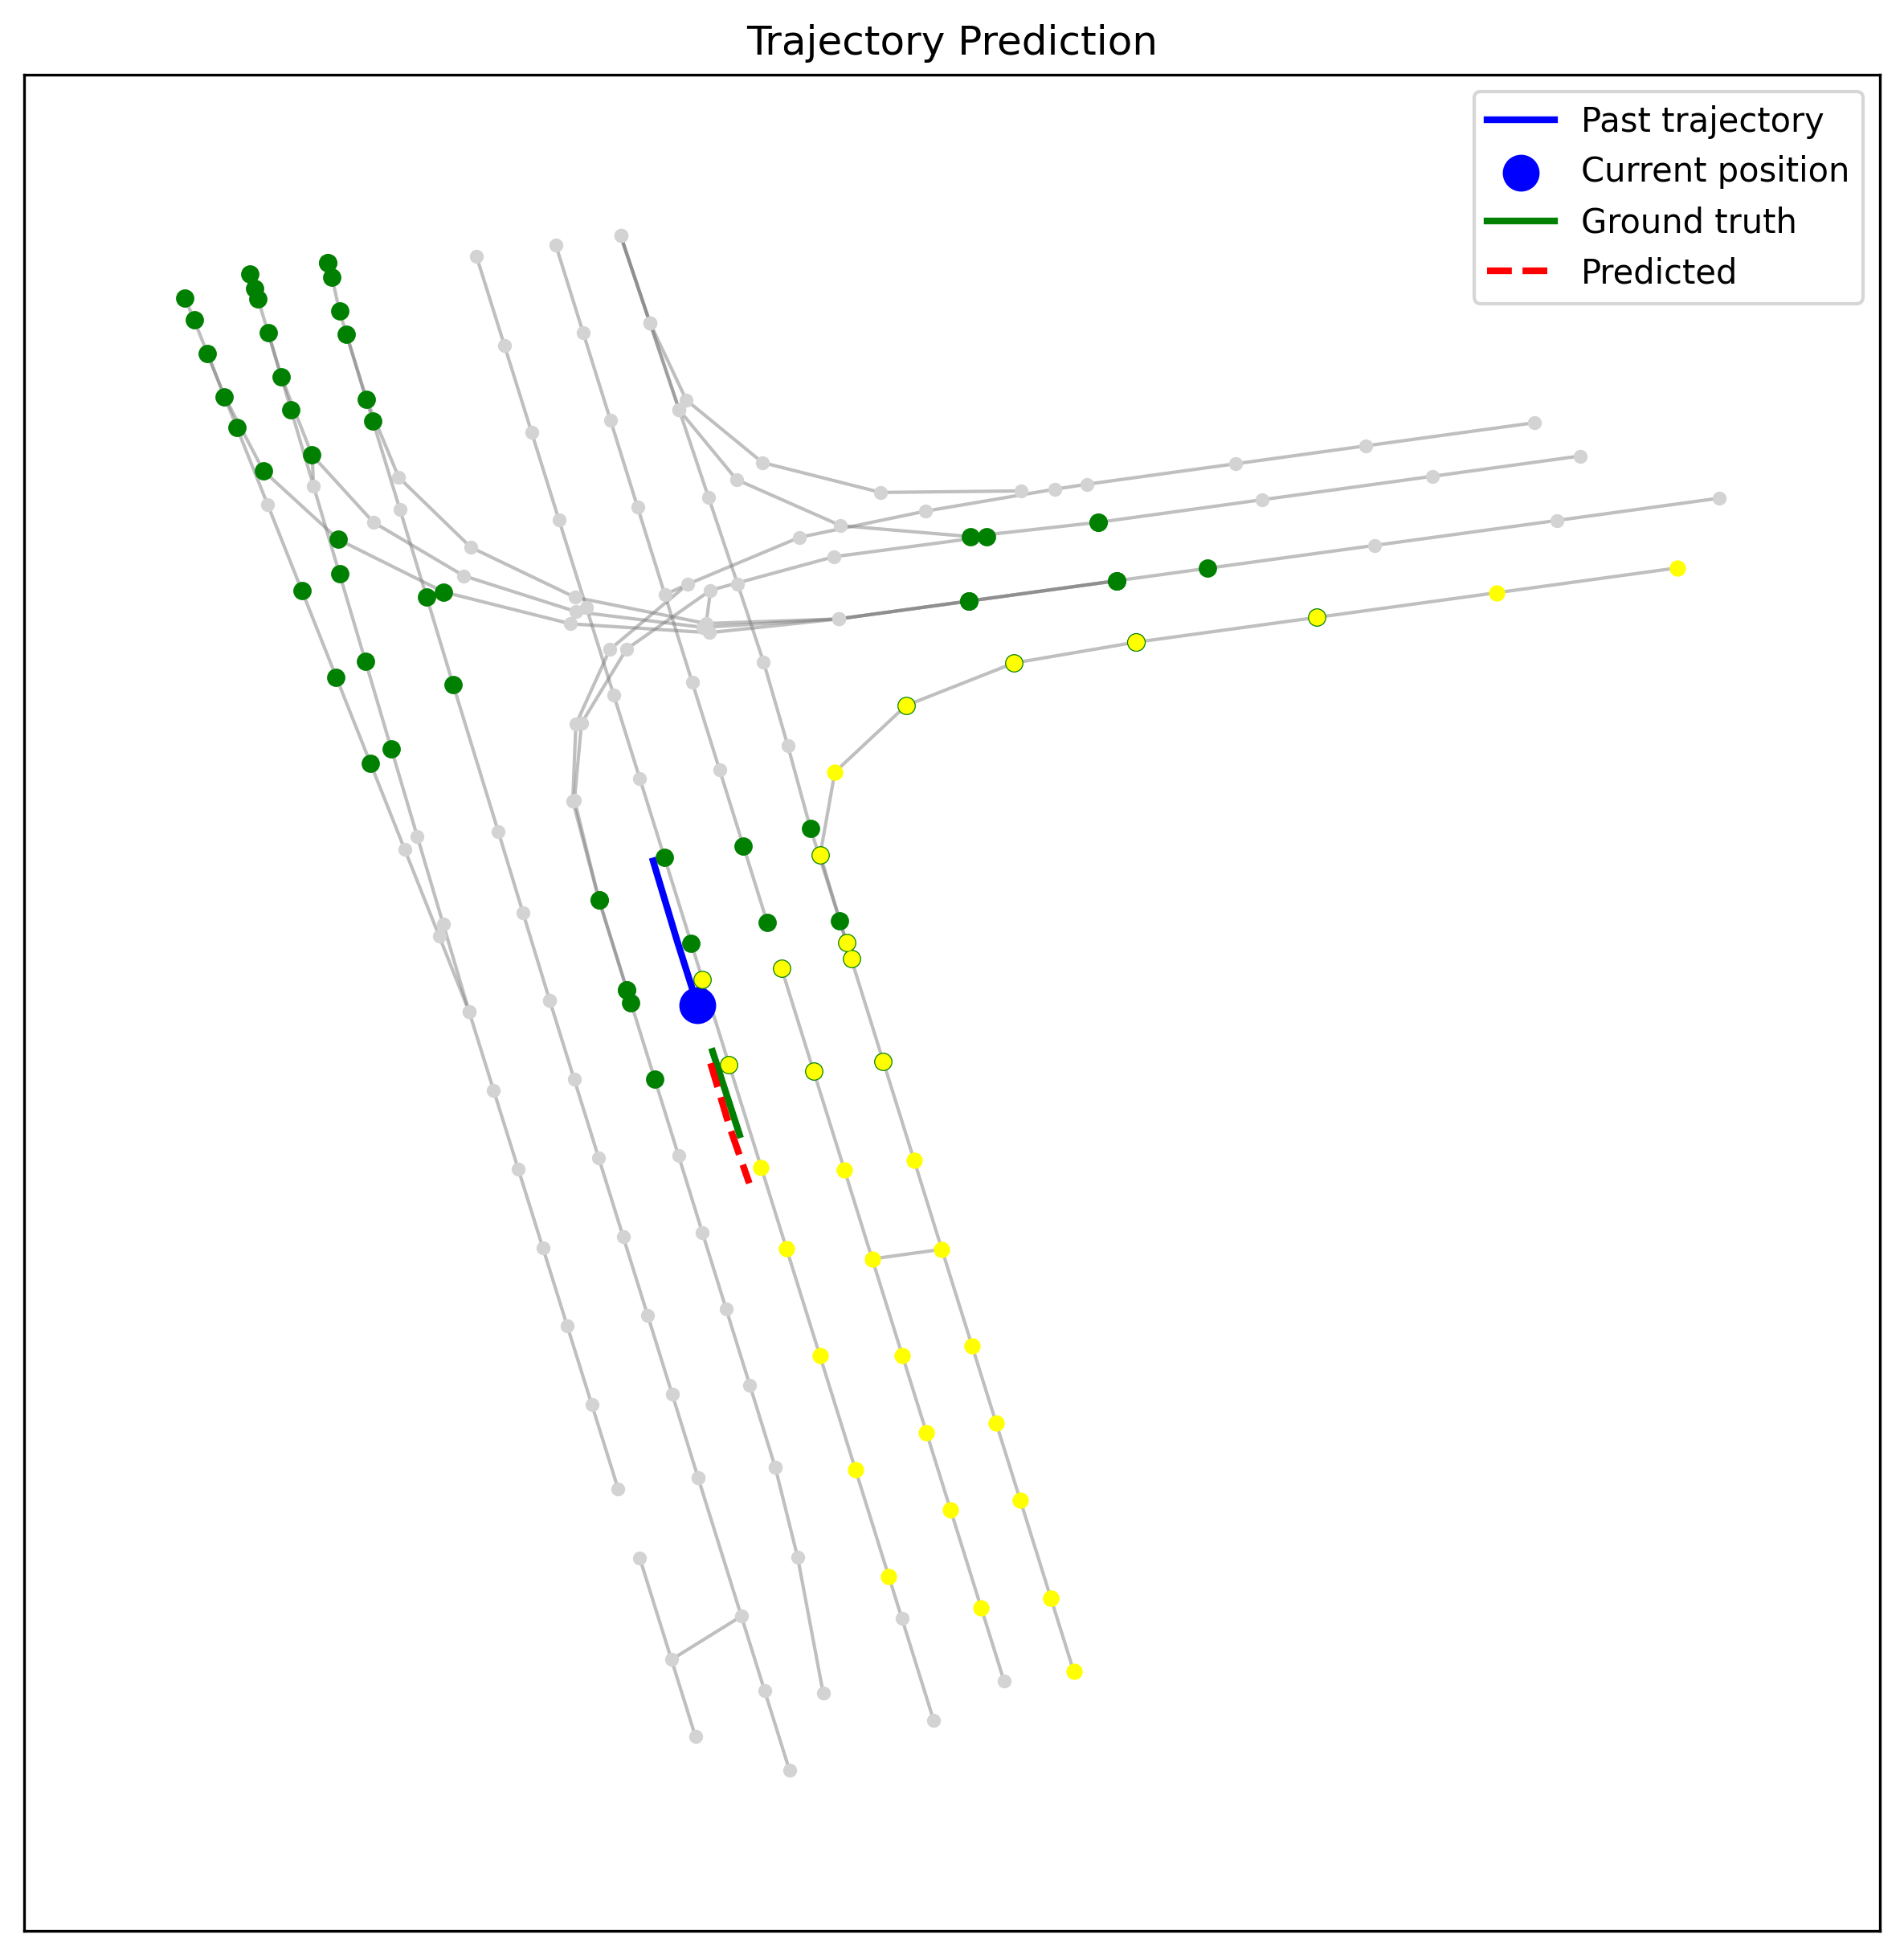 Trajectory Prediction
Past trajectory
Current position
Ground truth
Predicted